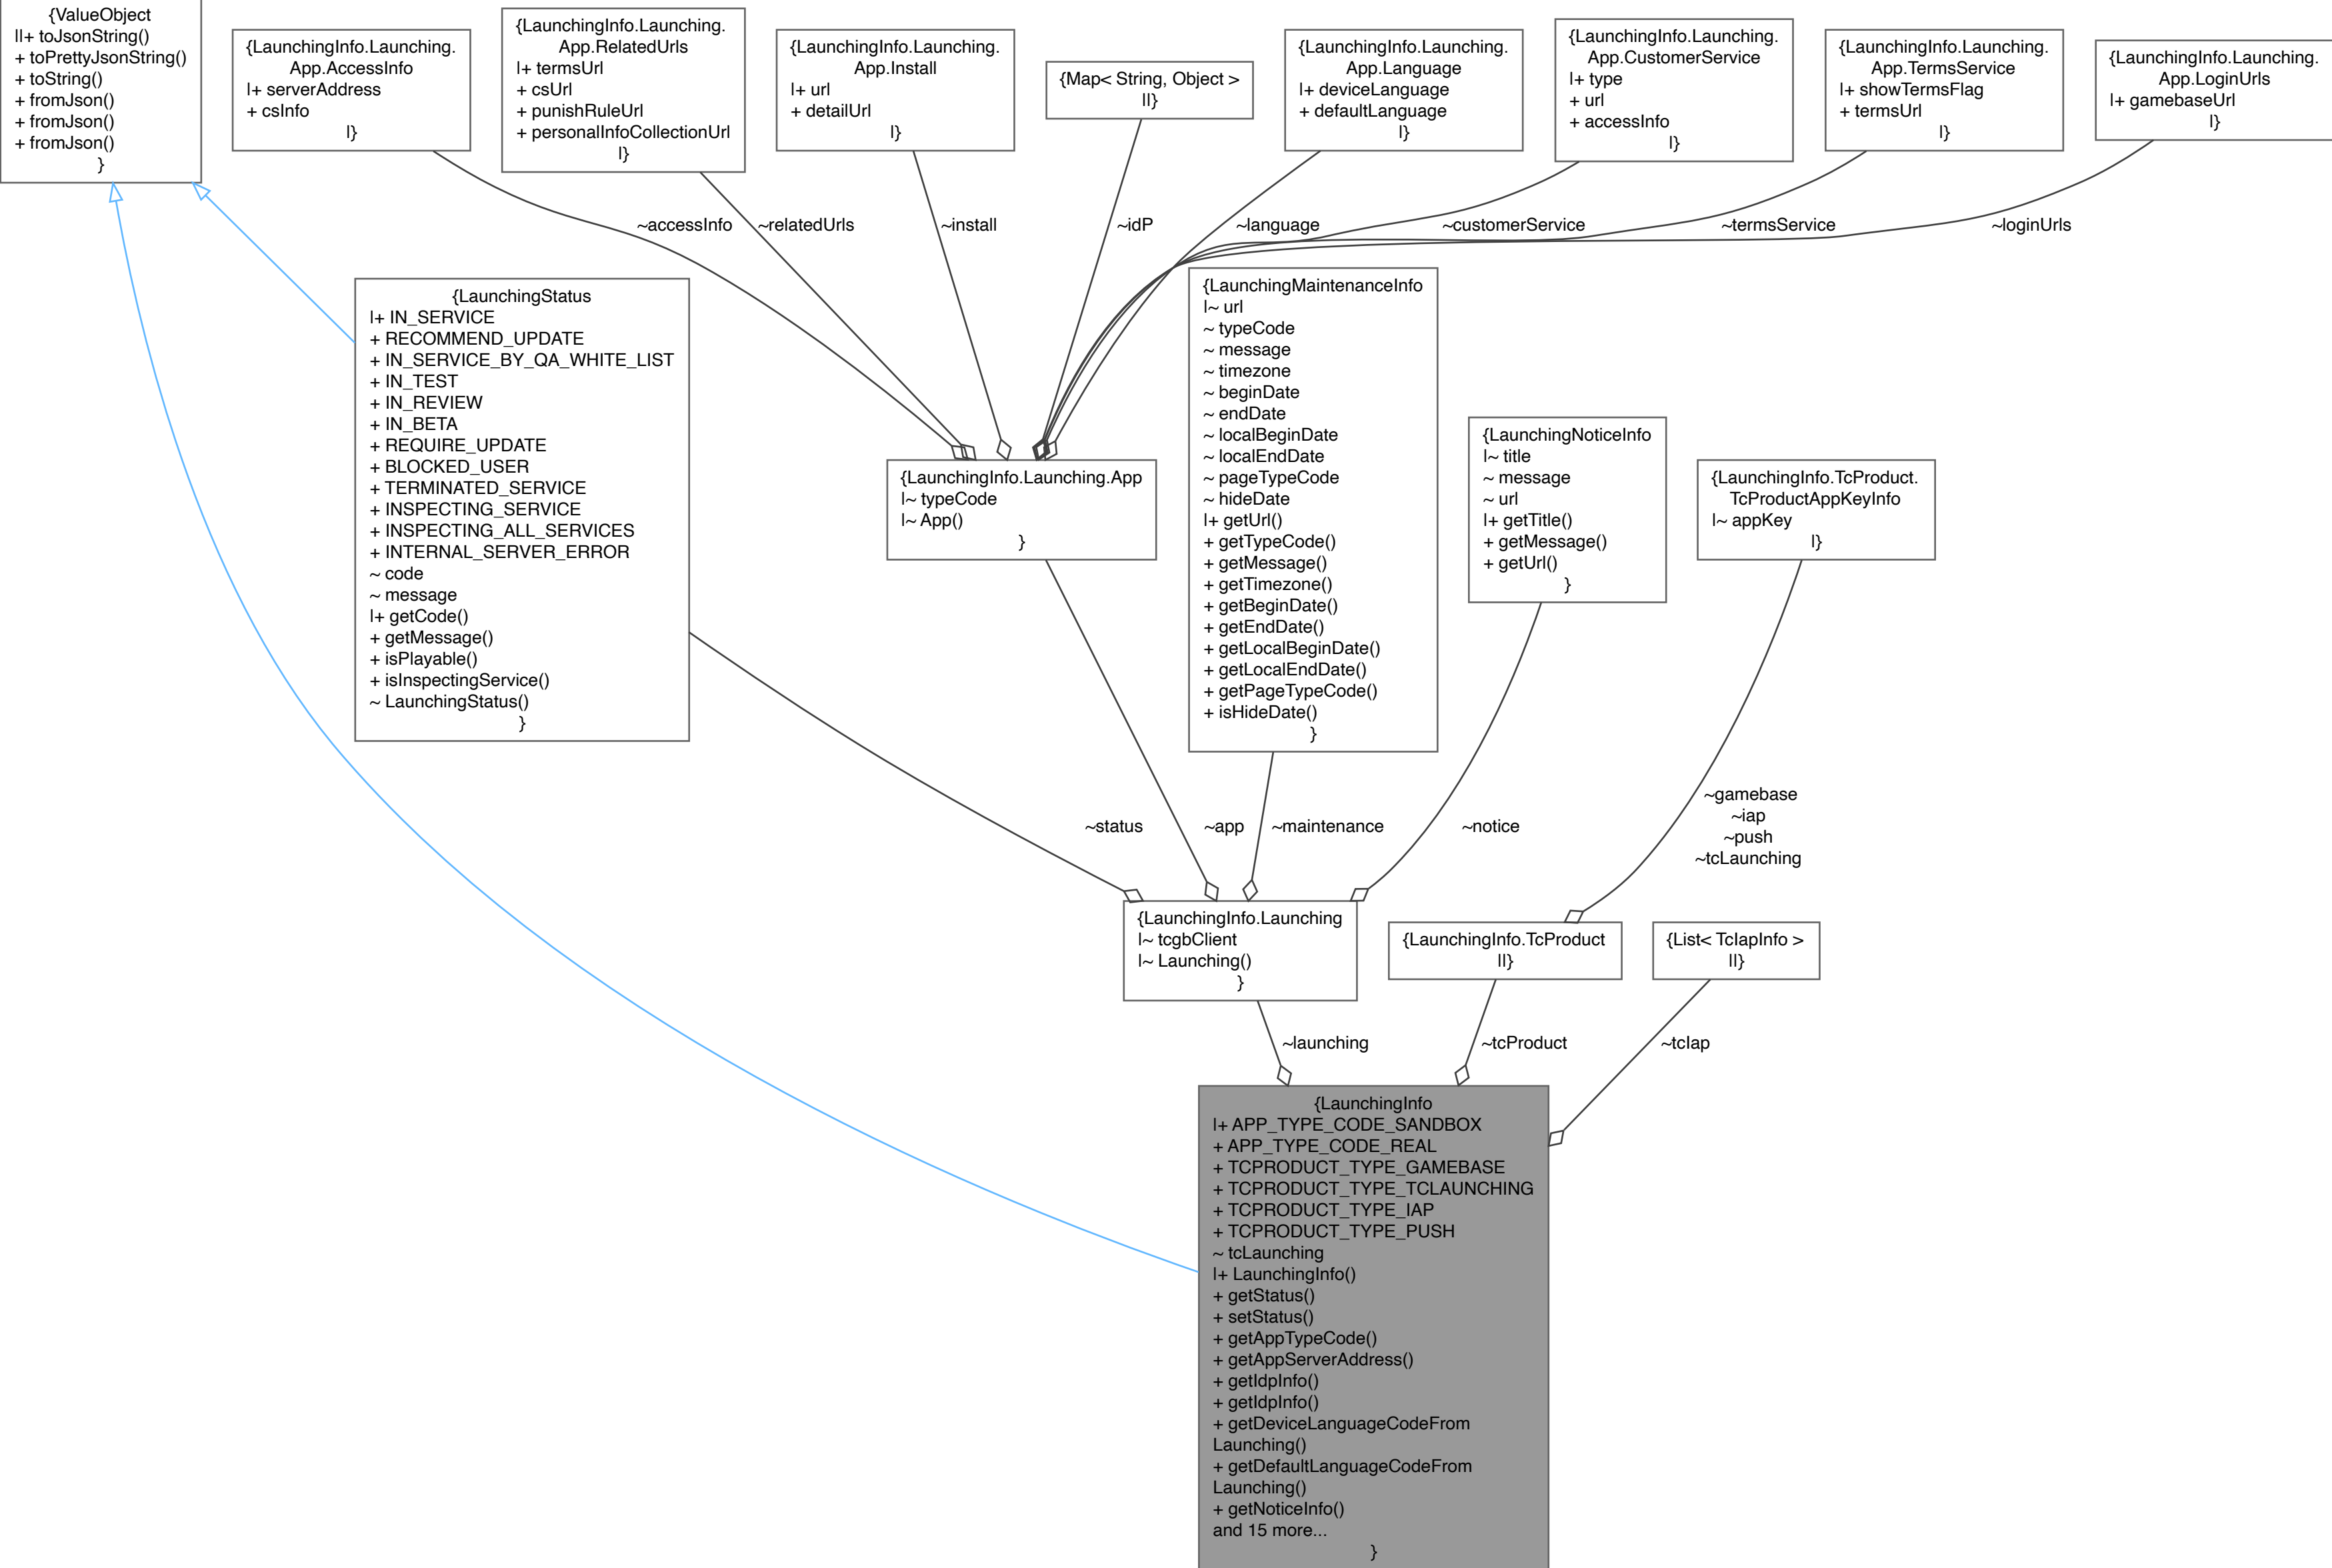 {ValueObject
||+ toJsonString()
+ toPrettyJsonString()
+ toString()
+ fromJson()
+ fromJson()
+ fromJson()
}
{LaunchingInfo.Launching.
App.AccessInfo
|+ serverAddress
+ csInfo
|}
{LaunchingInfo.Launching.
App.RelatedUrls
|+ termsUrl
+ csUrl
+ punishRuleUrl
+ personalInfoCollectionUrl
|}
{LaunchingInfo.Launching.
App.Install
|+ url
+ detailUrl
|}
{Map< String, Object >
||}
{LaunchingInfo.Launching.
App.Language
|+ deviceLanguage
+ defaultLanguage
|}
{LaunchingInfo.Launching.
App.CustomerService
|+ type
+ url
+ accessInfo
|}
{LaunchingInfo.Launching.
App.TermsService
|+ showTermsFlag
+ termsUrl
|}
{LaunchingInfo.Launching.
App.LoginUrls
|+ gamebaseUrl
|}
~accessInfo
~relatedUrls
~install
~idP
~language
~customerService
~termsService
~loginUrls
{LaunchingStatus
|+ IN_SERVICE
+ RECOMMEND_UPDATE
+ IN_SERVICE_BY_QA_WHITE_LIST
+ IN_TEST
+ IN_REVIEW
+ IN_BETA
+ REQUIRE_UPDATE
+ BLOCKED_USER
+ TERMINATED_SERVICE
+ INSPECTING_SERVICE
+ INSPECTING_ALL_SERVICES
+ INTERNAL_SERVER_ERROR
~ code
~ message
|+ getCode()
+ getMessage()
+ isPlayable()
+ isInspectingService()
~ LaunchingStatus()
}
{LaunchingInfo.Launching.App
|~ typeCode
|~ App()
}
{LaunchingMaintenanceInfo
|~ url
~ typeCode
~ message
~ timezone
~ beginDate
~ endDate
~ localBeginDate
~ localEndDate
~ pageTypeCode
~ hideDate
|+ getUrl()
+ getTypeCode()
+ getMessage()
+ getTimezone()
+ getBeginDate()
+ getEndDate()
+ getLocalBeginDate()
+ getLocalEndDate()
+ getPageTypeCode()
+ isHideDate()
}
{LaunchingNoticeInfo
|~ title
~ message
~ url
|+ getTitle()
+ getMessage()
+ getUrl()
}
{LaunchingInfo.TcProduct.
TcProductAppKeyInfo
|~ appKey
|}
~status
~app
~maintenance
~notice
~gamebase
~iap
~push
~tcLaunching
{LaunchingInfo.Launching
|~ tcgbClient
|~ Launching()
}
{LaunchingInfo.TcProduct
||}
{List< TcIapInfo >
||}
~launching
~tcProduct
~tcIap
{LaunchingInfo
|+ APP_TYPE_CODE_SANDBOX
+ APP_TYPE_CODE_REAL
+ TCPRODUCT_TYPE_GAMEBASE
+ TCPRODUCT_TYPE_TCLAUNCHING
+ TCPRODUCT_TYPE_IAP
+ TCPRODUCT_TYPE_PUSH
~ tcLaunching
|+ LaunchingInfo()
+ getStatus()
+ setStatus()
+ getAppTypeCode()
+ getAppServerAddress()
+ getIdpInfo()
+ getIdpInfo()
+ getDeviceLanguageCodeFrom
Launching()
+ getDefaultLanguageCodeFrom
Launching()
+ getNoticeInfo()
and 15 more...
}